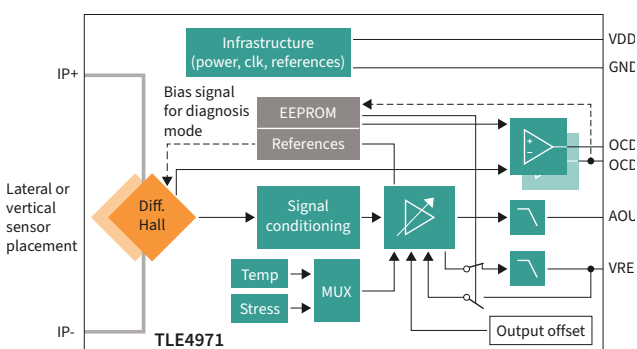 Infrastructure
(power, clk, references)
VDD
GND
IP+
Bias signal
for diagnosis
mode
EEPROM
References
+
-
OCD
OCD
Lateral or
vertical
sensor
placement
Diff.
Hall
Signal
conditioning
AOU
Temp
Stress
MUX
VRE
Output offset
IP-
TLE4971